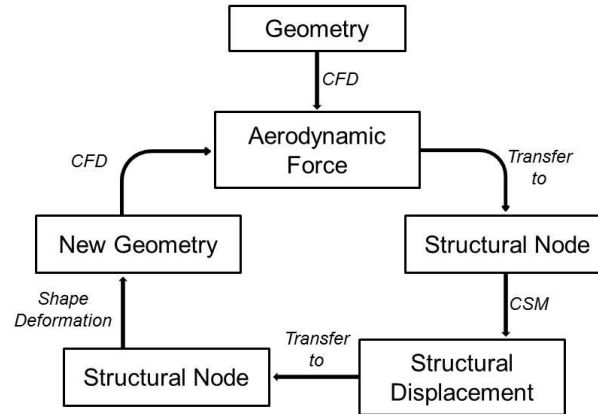 Geometry
CFD
Aerodynamic
Force
Transfer
to
Structural Node
CSM
Structural
Displacement
Transfer
to
Structural Node
Shape
Deformation
New Geometry
CFD